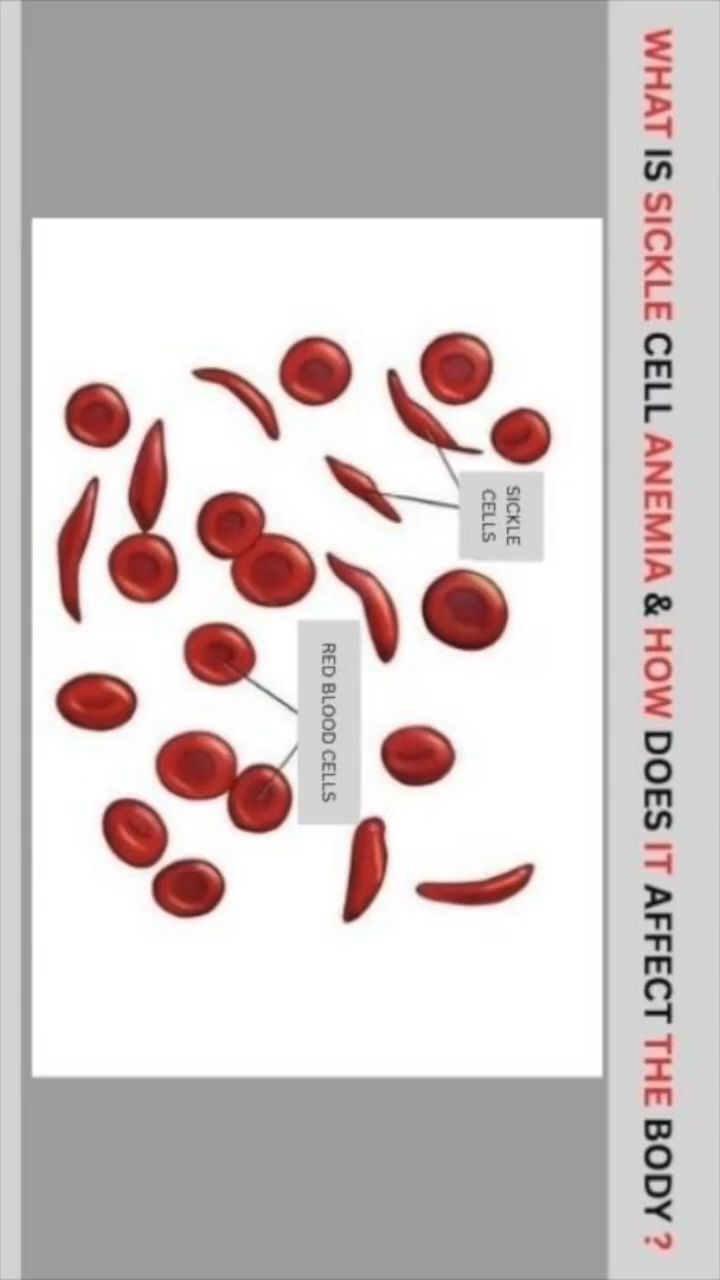 WHAT IS SICKLE CELL ANEMIA & HOW DOES IT AFFECT THE BODY ?
SICKLE
CELLS
RED BLOOD CELLS